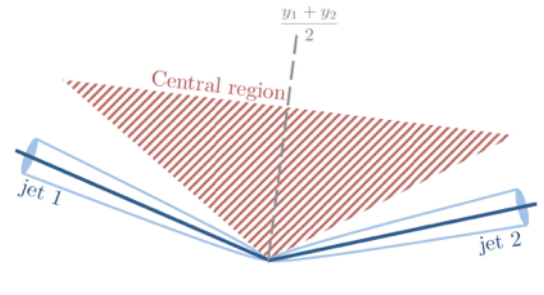 y₁ + y₂
2
Central region
jet 1
jet 2